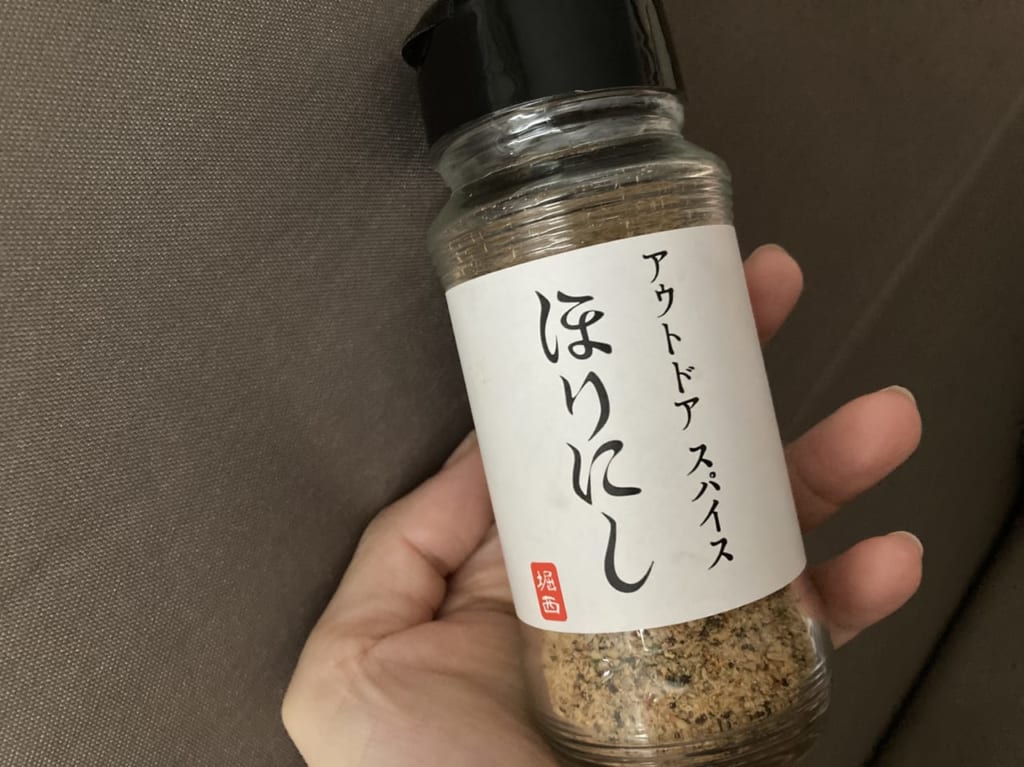 アウトドア スパイス
ほりにし
堀西